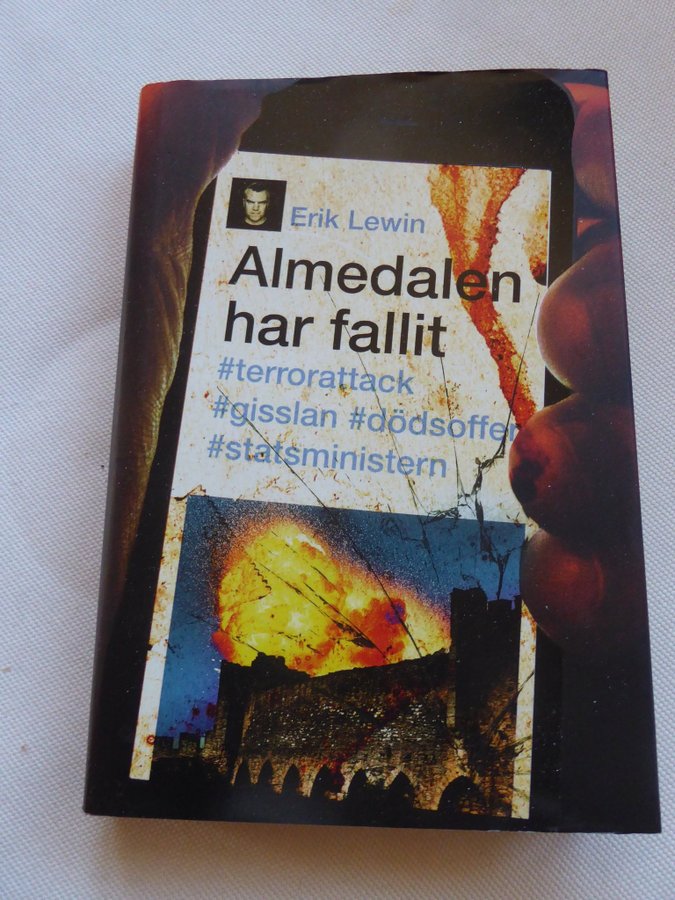 Erik Lewin
Almedalen
har fallit
#terrorattack
#gisslan #dödsoffer
#statsministern